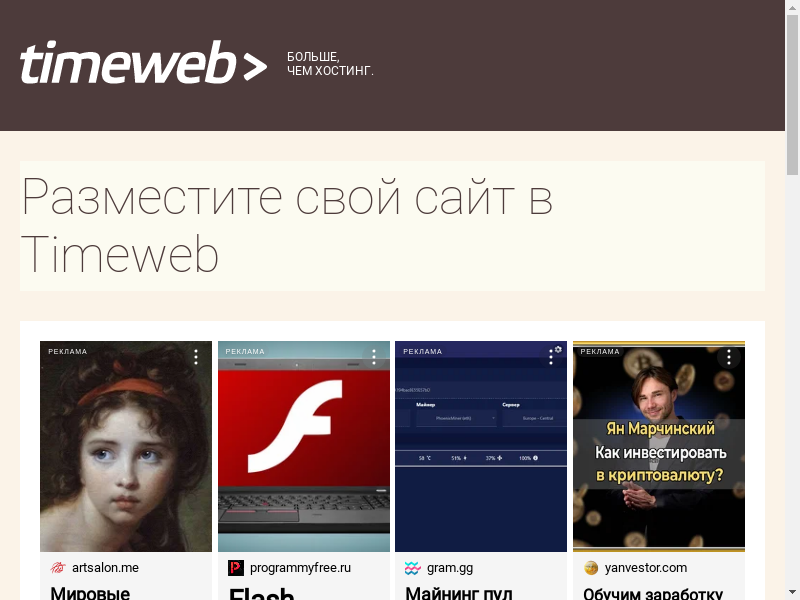 timeweb>
БОЛЬШЕ,
ЧЕМ ХОСТИНГ.
Разместите свой сайт в
Timeweb
РЕКЛАМА
РЕКЛАМА
РЕКЛАМА
РЕКЛАМА
Майнер
Сервер
PhoenixMiner (eth)
Europe - Central
58 °C
51%
37%
100%
Ян Марчинский
Как инвестировать
в криптовалюту?
artsalon.me
programmyfree.ru
gram.gg
yanvestor.com
Мировые
Flash
Майнинг пул
Обучим заработку